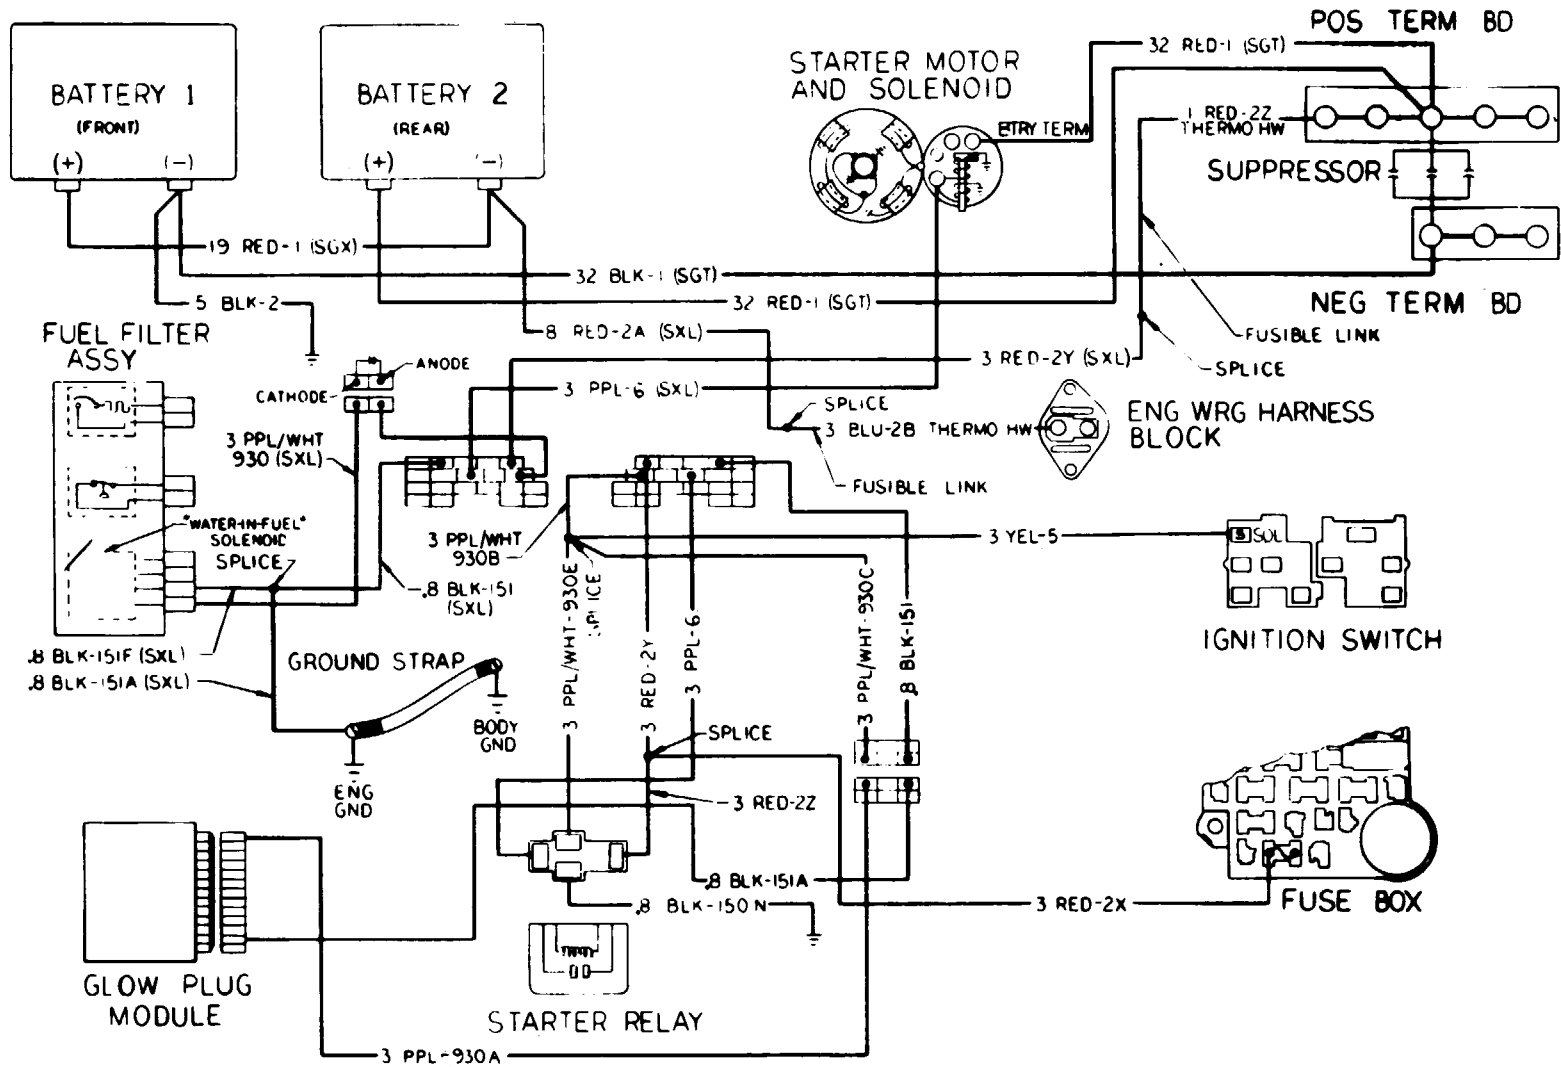 POS TERM BD
BATTERY 1
(FRONT)
(+) (-)
BATTERY 2
(REAR)
(+) (-)
STARTER MOTOR
AND SOLENOID
BTRY TERM
32 RED-1 (SGT)
1 RED-2Z
THERMO HW
SUPPRESSOR
NEG TERM BD
19 RED-1 (SGX)
32 BLK-1 (SGT)
5 BLK-2
32 RED-1 (SGT)
.8 RED-2A (SXL)
FUSIBLE LINK
SPLICE
FUEL FILTER
ASSY
ANODE
CATHODE
3 RED-2Y (SXL)
3 PPL-6 (SXL)
SPLICE
3 BLU-2B THERMO HW
ENG WRG HARNESS
BLOCK
FUSIBLE LINK
3 PPL/WHT
930 (SXL)
"WATER-IN-FUEL"
SOLENOID
SPLICE
3 PPL/WHT
930B
.8 BLK-151
(SXL)
3 YEL-5
S SOL
IGNITION SWITCH
SPLICE
3 PPL/WHT-930E
3 RED-2Y
3 PPL-6
3 PPL/WHT-930C
.8 BLK-151
.8 BLK-151F (SXL)
.8 BLK-151A (SXL)
GROUND STRAP
BODY
GND
ENG
GND
SPLICE
3 RED-2Z
.8 BLK-151A
.8 BLK-150 N
3 RED-2X
FUSE BOX
GLOW PLUG
MODULE
STARTER RELAY
3 PPL-930A